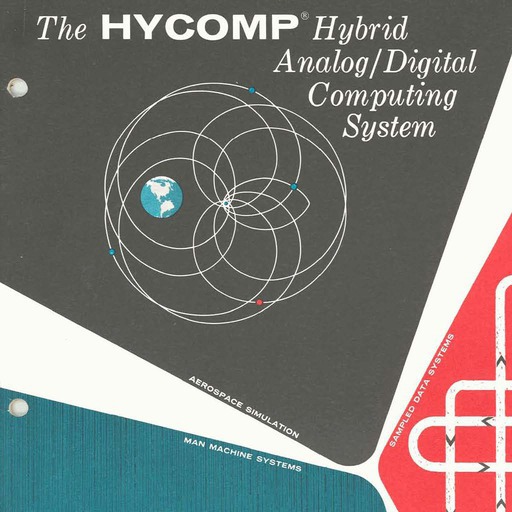 The HYCOMP® Hybrid
Analog/Digital
Computing
System
AEROSPACE SIMULATION
MAN MACHINE SYSTEMS
SAMPLED DATA SYSTEMS